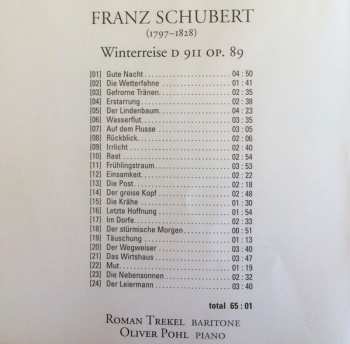 FRANZ SCHUBERT
(1797–1828)
Winterreise D 911 OP. 89
[01] Gute Nacht 04 : 50
[02] Die Wetterfahne 01 : 41
[03] Gefrorne Tränen 02 : 35
[04] Erstarrung 02 : 38
[05] Der Lindenbaum 04 : 23
[06] Wasserflut 03 : 35
[07] Auf dem Flusse 03 : 05
[08] Rückblick 02 : 06
[09] Irrlicht 02 : 40
[10] Rast 02 : 54
[11] Frühlingstraum 03 : 53
[12] Einsamkeit 02 : 22
[13] Die Post 02 : 18
[14] Der greise Kopf 02 : 48
[15] Die Krähe 01 : 30
[16] Letzte Hoffnung 01 : 54
[17] Im Dorfe 02 : 44
[18] Der stürmische Morgen 00 : 51
[19] Täuschung 01 : 13
[20] Der Wegweiser 03 : 40
[21] Das Wirtshaus 03 : 47
[22] Mut 01 : 19
[23] Die Nebensonnen 02 : 32
[24] Der Leiermann 03 : 40
total 65 : 01
ROMAN TREKEL BARITONE
OLIVER POHL PIANO